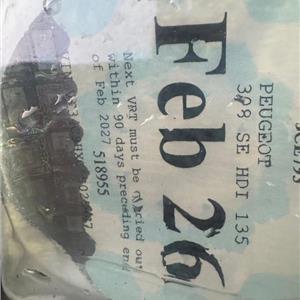 PEUGEOT
308 SE HDI 135
Feb 26
Next VRT must be carried out
within 90 days preceding end
of Feb 2027
518955